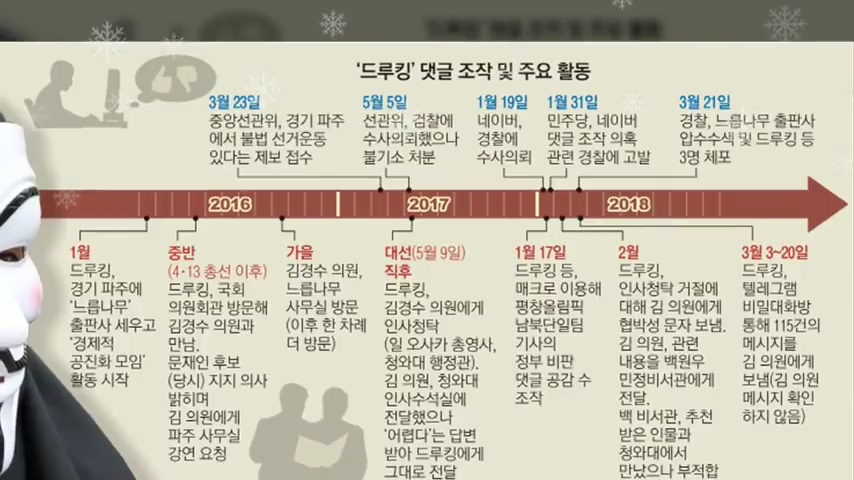 '드루킹' 댓글 조작 및 주요 활동
3월 23일
중앙선관위, 경기 파주
에서 불법 선거운동
있다는 제보 접수
5월 5일
선관위, 검찰에
수사의뢰했으나
불기소 처분
1월 19일
네이버,
경찰에
수사의뢰
1월 31일
민주당, 네이버
댓글 조작 의혹
관련 경찰에 고발
3월 21일
경찰, 느릅나무 출판사
압수수색 및 드루킹 등
3명 체포
2016
2017
2018
1월
드루킹,
경기 파주에
'느릅나무'
출판사 세우고
'경제적
공진화 모임'
활동 시작
중반
(4·13 총선 이후)
드루킹, 국회
의원회관 방문해
김경수 의원과
만남.
문재인 후보
(당시) 지지 의사
밝히며
김 의원에게
파주 사무실
강연 요청
가을
김경수 의원,
느릅나무
사무실 방문
(이후 한 차례
더 방문)
대선(5월 9일)
직후
드루킹,
김경수 의원에게
인사청탁
(일 오사카 총영사,
청와대 행정관).
김 의원, 청와대
인사수석실에
전달했으나
'어렵다'는 답변
받아 드루킹에게
그대로 전달
1월 17일
드루킹 등,
매크로 이용해
평창올림픽
남북단일팀
기사의
정부 비판
댓글 공감 수
조작
2월
드루킹,
인사청탁 거절에
대해 김 의원에게
협박성 문자 보냄.
김 의원, 관련
내용을 백원우
민정비서관에게
전달.
백 비서관, 추천
받은 인물과
청와대에서
만났으나 부적합
3월 3~20일
드루킹,
텔레그램
비밀대화방
통해 115건의
메시지를
김 의원에게
보냄(김 의원
메시지 확인
하지 않음)